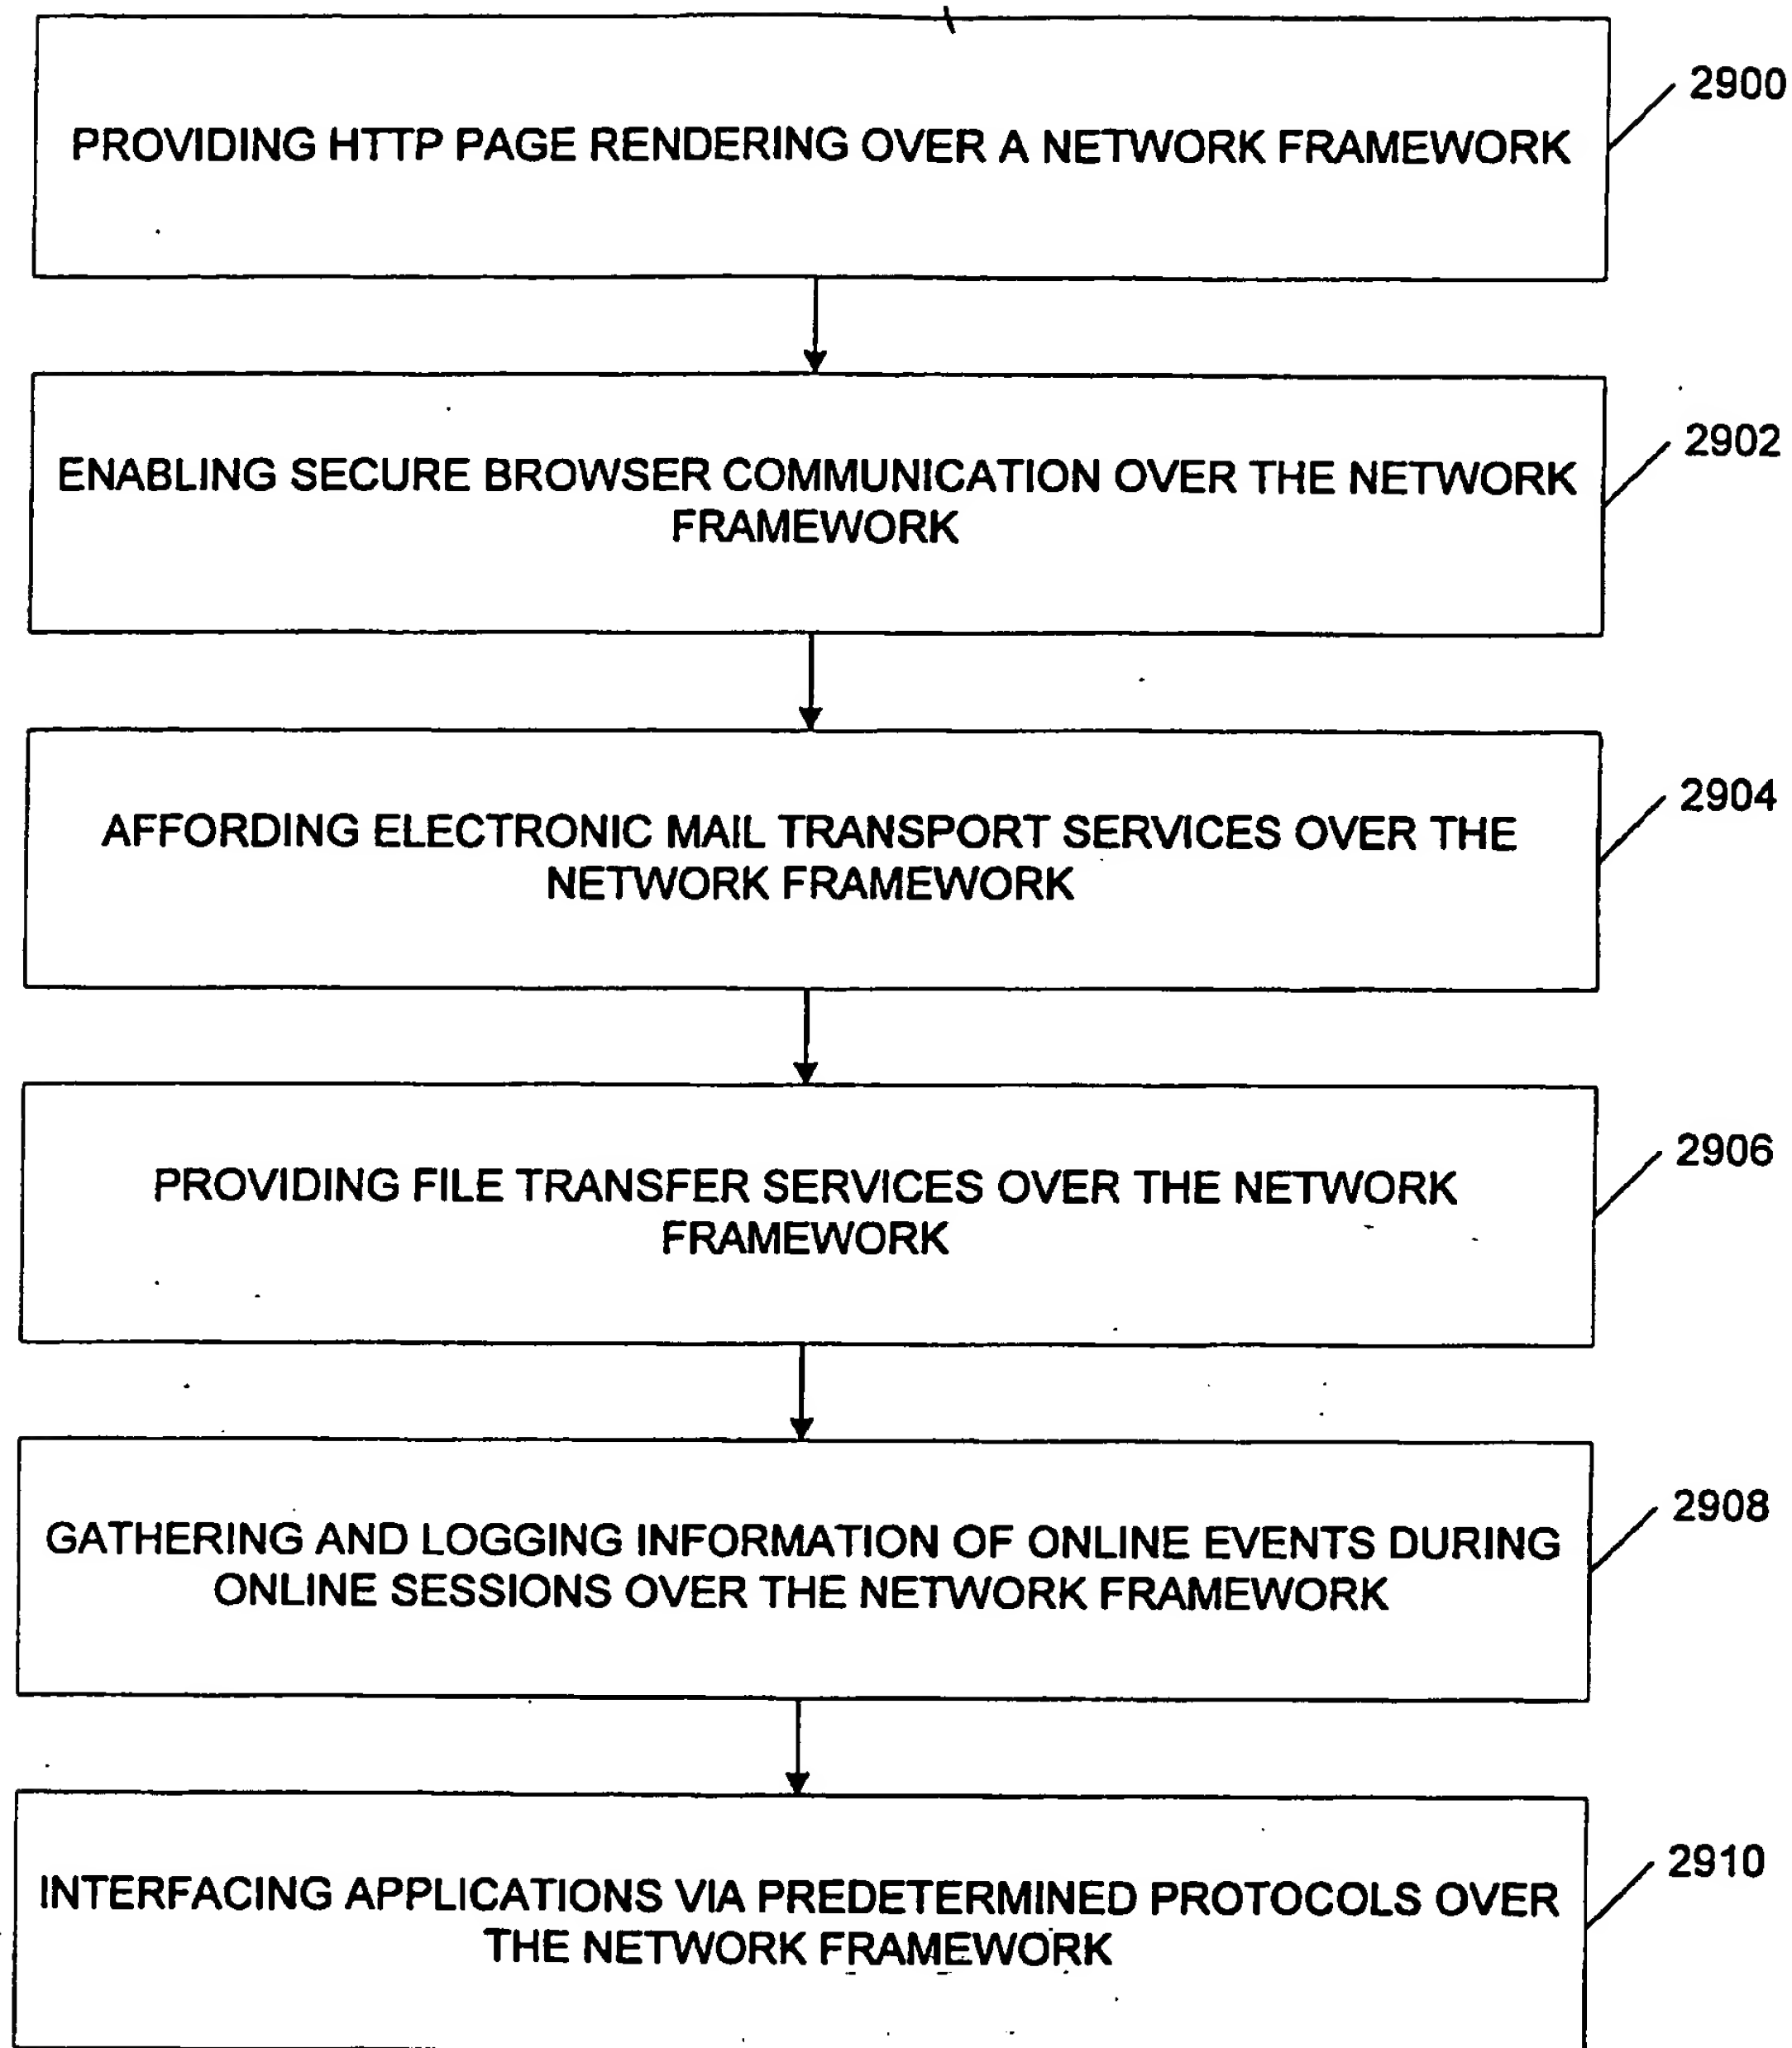 PROVIDING HTTP PAGE RENDERING OVER A NETWORK FRAMEWORK
2900
ENABLING SECURE BROWSER COMMUNICATION OVER THE NETWORK
FRAMEWORK
2902
AFFORDING ELECTRONIC MAIL TRANSPORT SERVICES OVER THE
NETWORK FRAMEWORK
2904
PROVIDING FILE TRANSFER SERVICES OVER THE NETWORK
FRAMEWORK
2906
GATHERING AND LOGGING INFORMATION OF ONLINE EVENTS DURING
ONLINE SESSIONS OVER THE NETWORK FRAMEWORK
2908
INTERFACING APPLICATIONS VIA PREDETERMINED PROTOCOLS OVER
THE NETWORK FRAMEWORK
2910